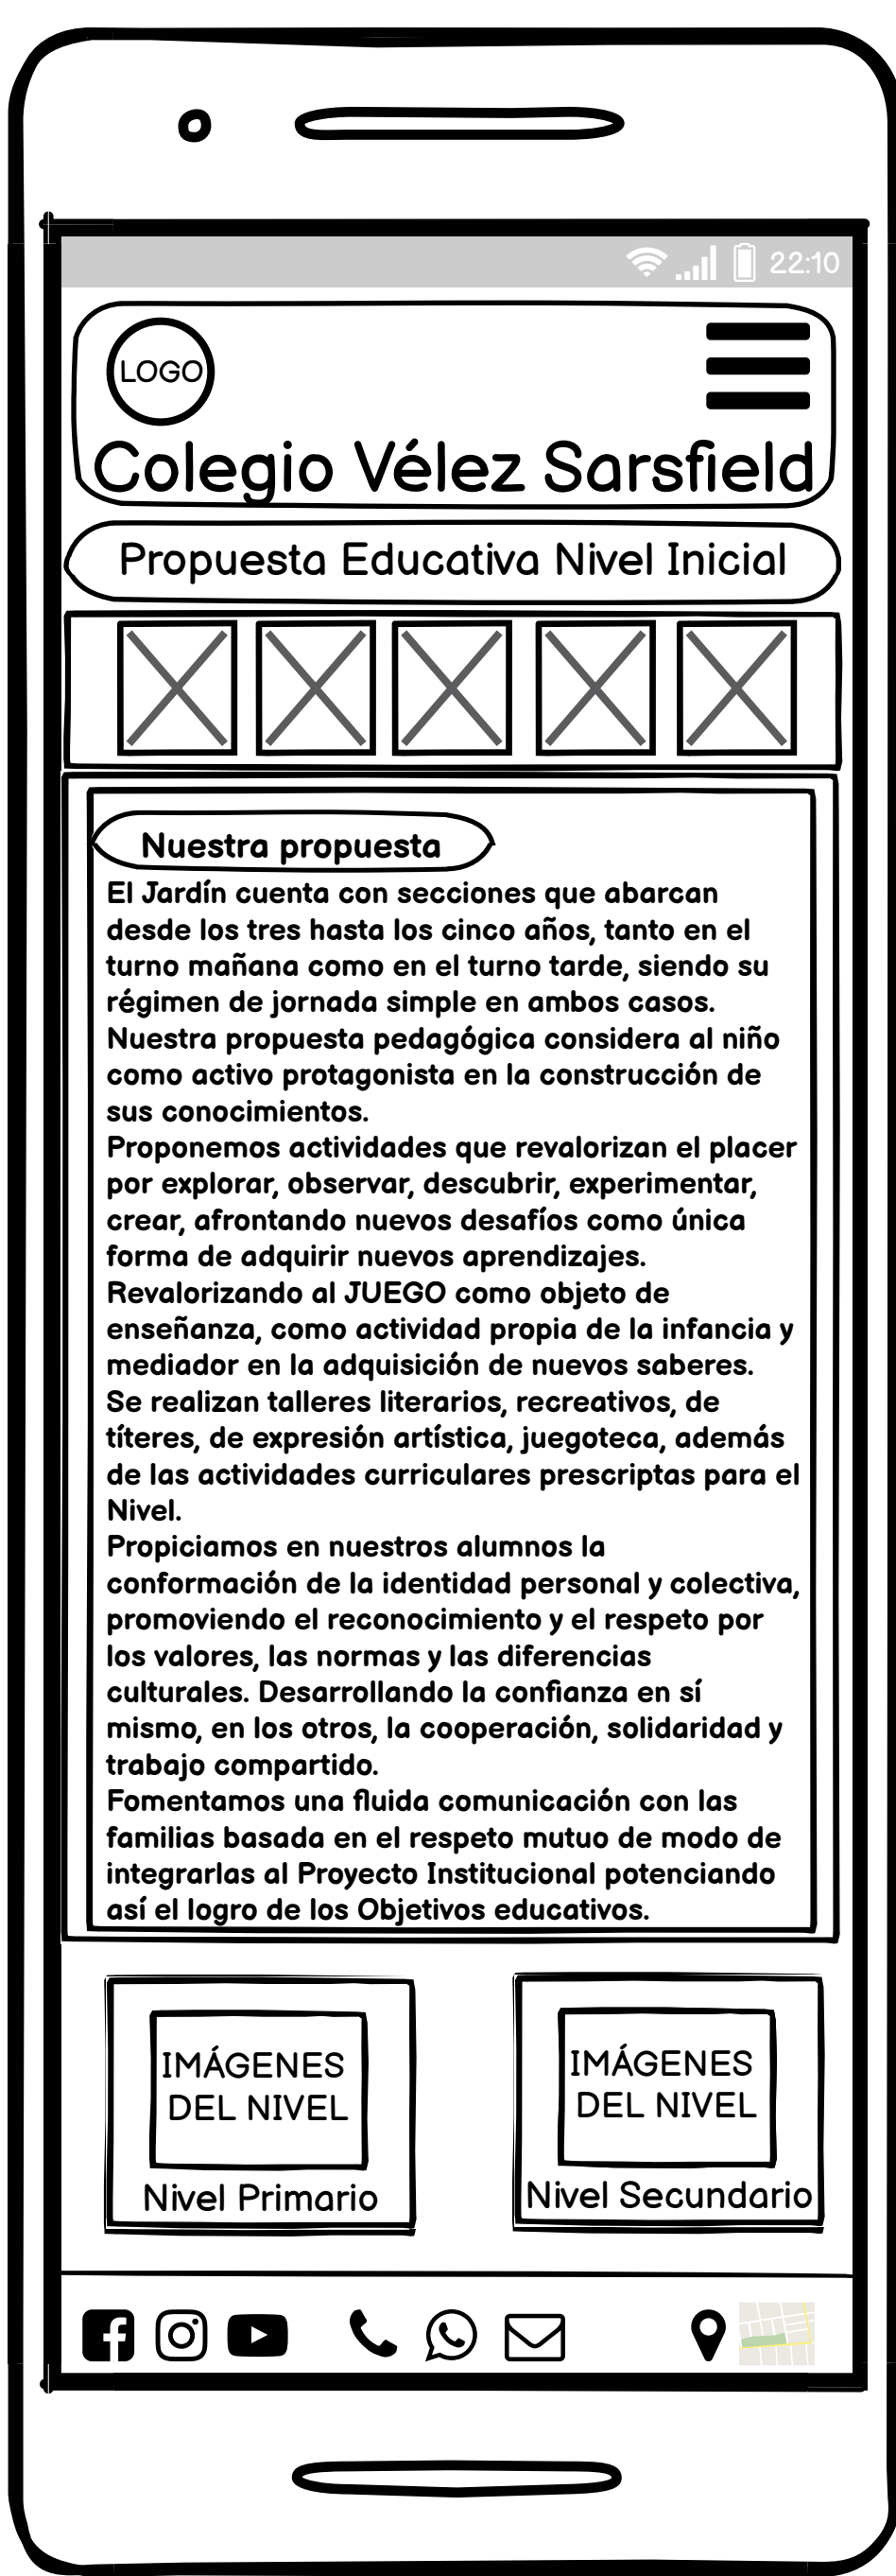 22:10
LOGO
Colegio Vélez Sarsfield
Propuesta Educativa Nivel Inicial
Nuestra propuesta
El Jardín cuenta con secciones que abarcan
desde los tres hasta los cinco años, tanto en el
turno mañana como en el turno tarde, siendo su
régimen de jornada simple en ambos casos.
Nuestra propuesta pedagógica considera al niño
como activo protagonista en la construcción de
sus conocimientos.
Proponemos actividades que revalorizan el placer
por explorar, observar, descubrir, experimentar,
crear, afrontando nuevos desafíos como única
forma de adquirir nuevos aprendizajes.
Revalorizando al JUEGO como objeto de
enseñanza, como actividad propia de la infancia y
mediador en la adquisición de nuevos saberes.
Se realizan talleres literarios, recreativos, de
títeres, de expresión artística, juegoteca, además
de las actividades curriculares prescriptas para el
Nivel.
Propiciamos en nuestros alumnos la
conformación de la identidad personal y colectiva,
promoviendo el reconocimiento y el respeto por
los valores, las normas y las diferencias
culturales. Desarrollando la confianza en sí
mismo, en los otros, la cooperación, solidaridad y
trabajo compartido.
Fomentamos una fluida comunicación con las
familias basada en el respeto mutuo de modo de
integrarlas al Proyecto Institucional potenciando
así el logro de los Objetivos educativos.
IMÁGENES
DEL NIVEL
Nivel Primario
IMÁGENES
DEL NIVEL
Nivel Secundario